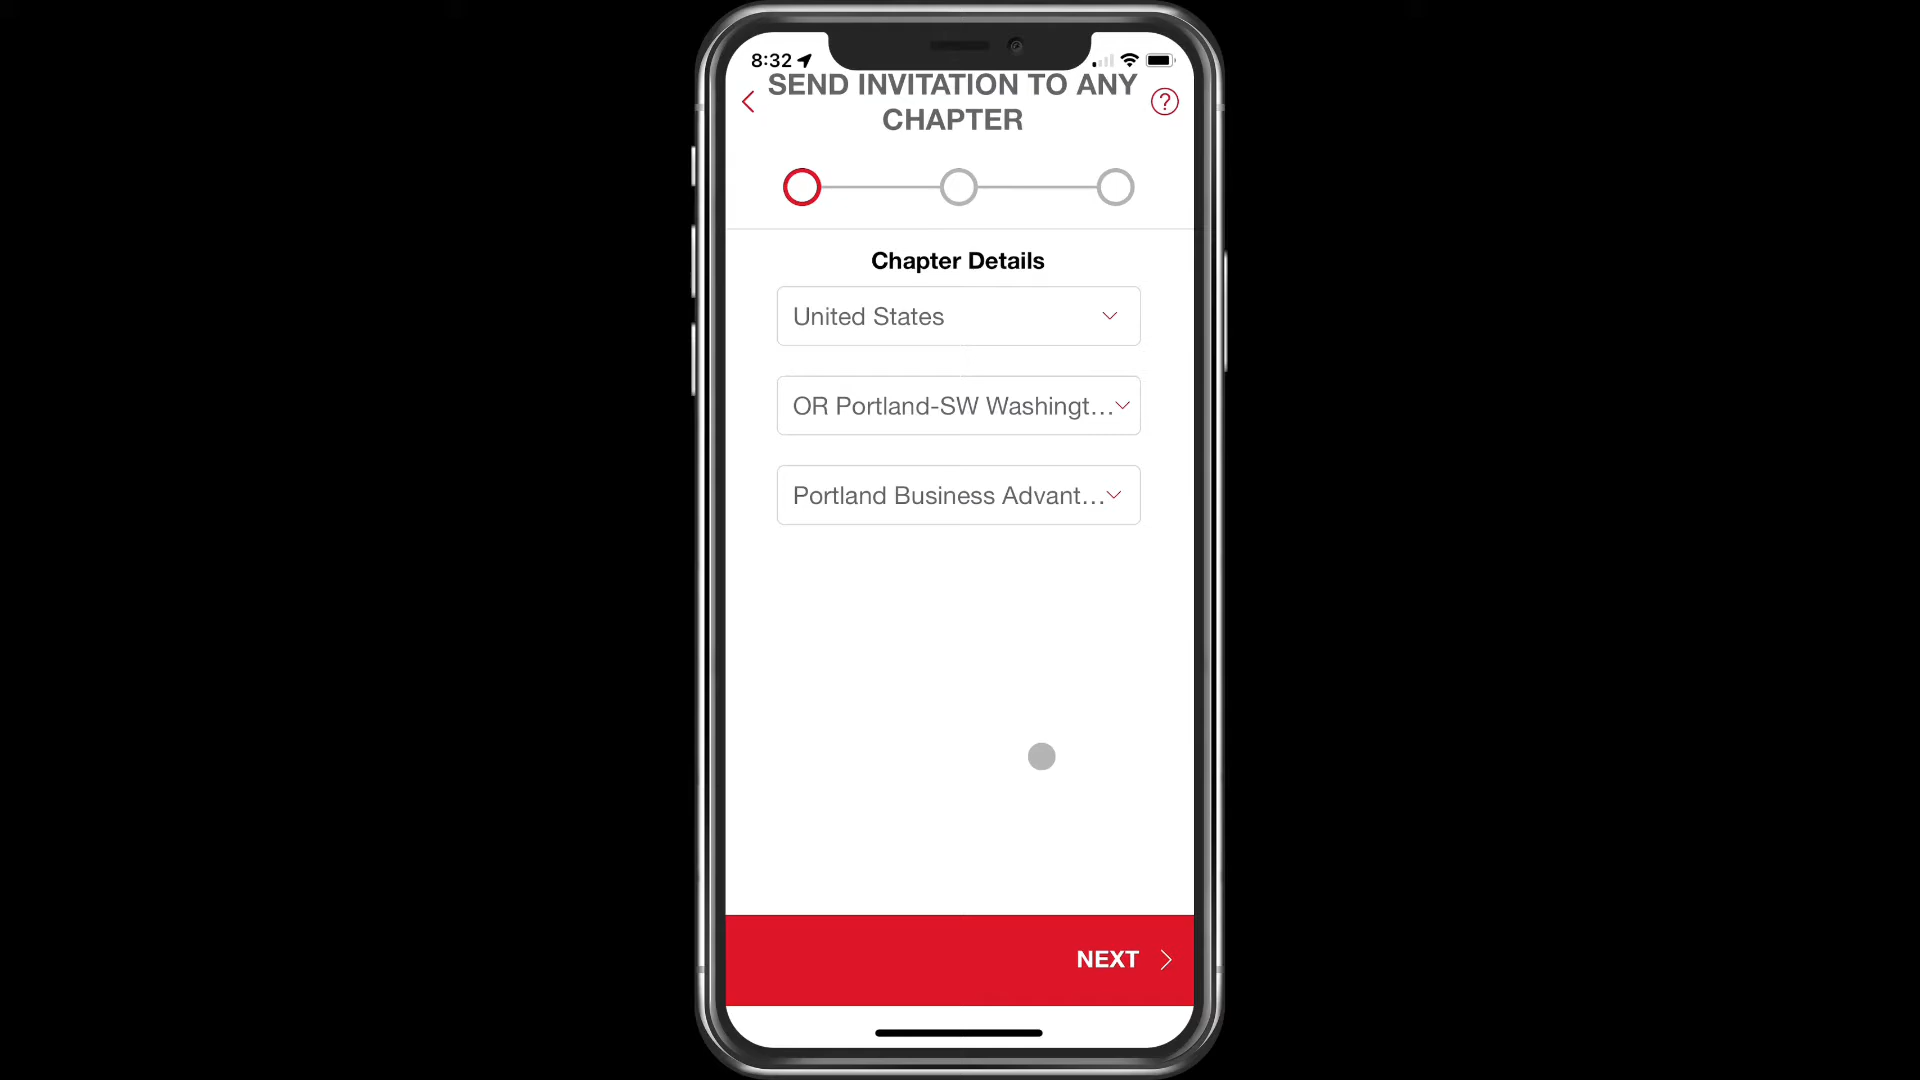 8:32
SEND INVITATION TO ANY
CHAPTER
?
Chapter Details
United States
OR Portland-SW Washingt...
Portland Business Advant...
NEXT